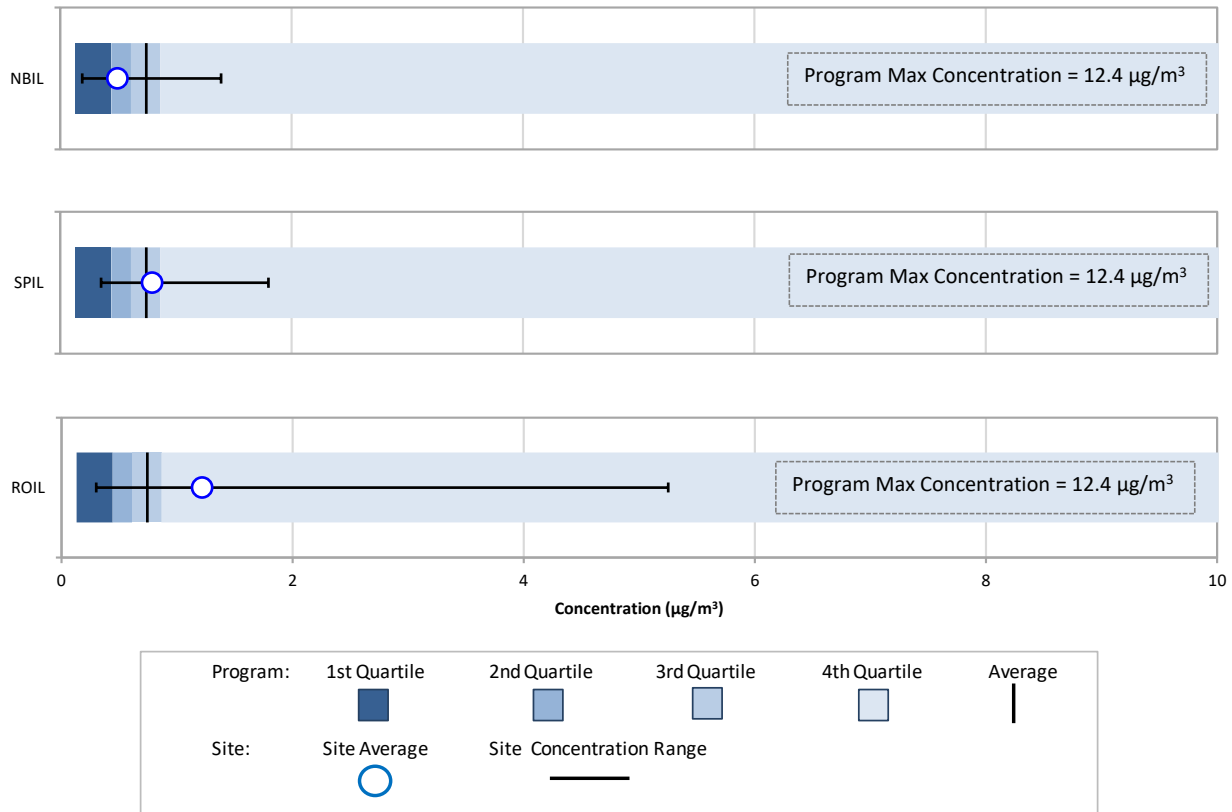 NBIL
Program Max Concentration = 12.4 µg/m³
SPIL
Program Max Concentration = 12.4 µg/m³
ROIL
Program Max Concentration = 12.4 µg/m³
0 2 4 6 8 10
Concentration (µg/m³)
Program: 1st Quartile 2nd Quartile 3rd Quartile 4th Quartile Average
Site: Site Average Site Concentration Range